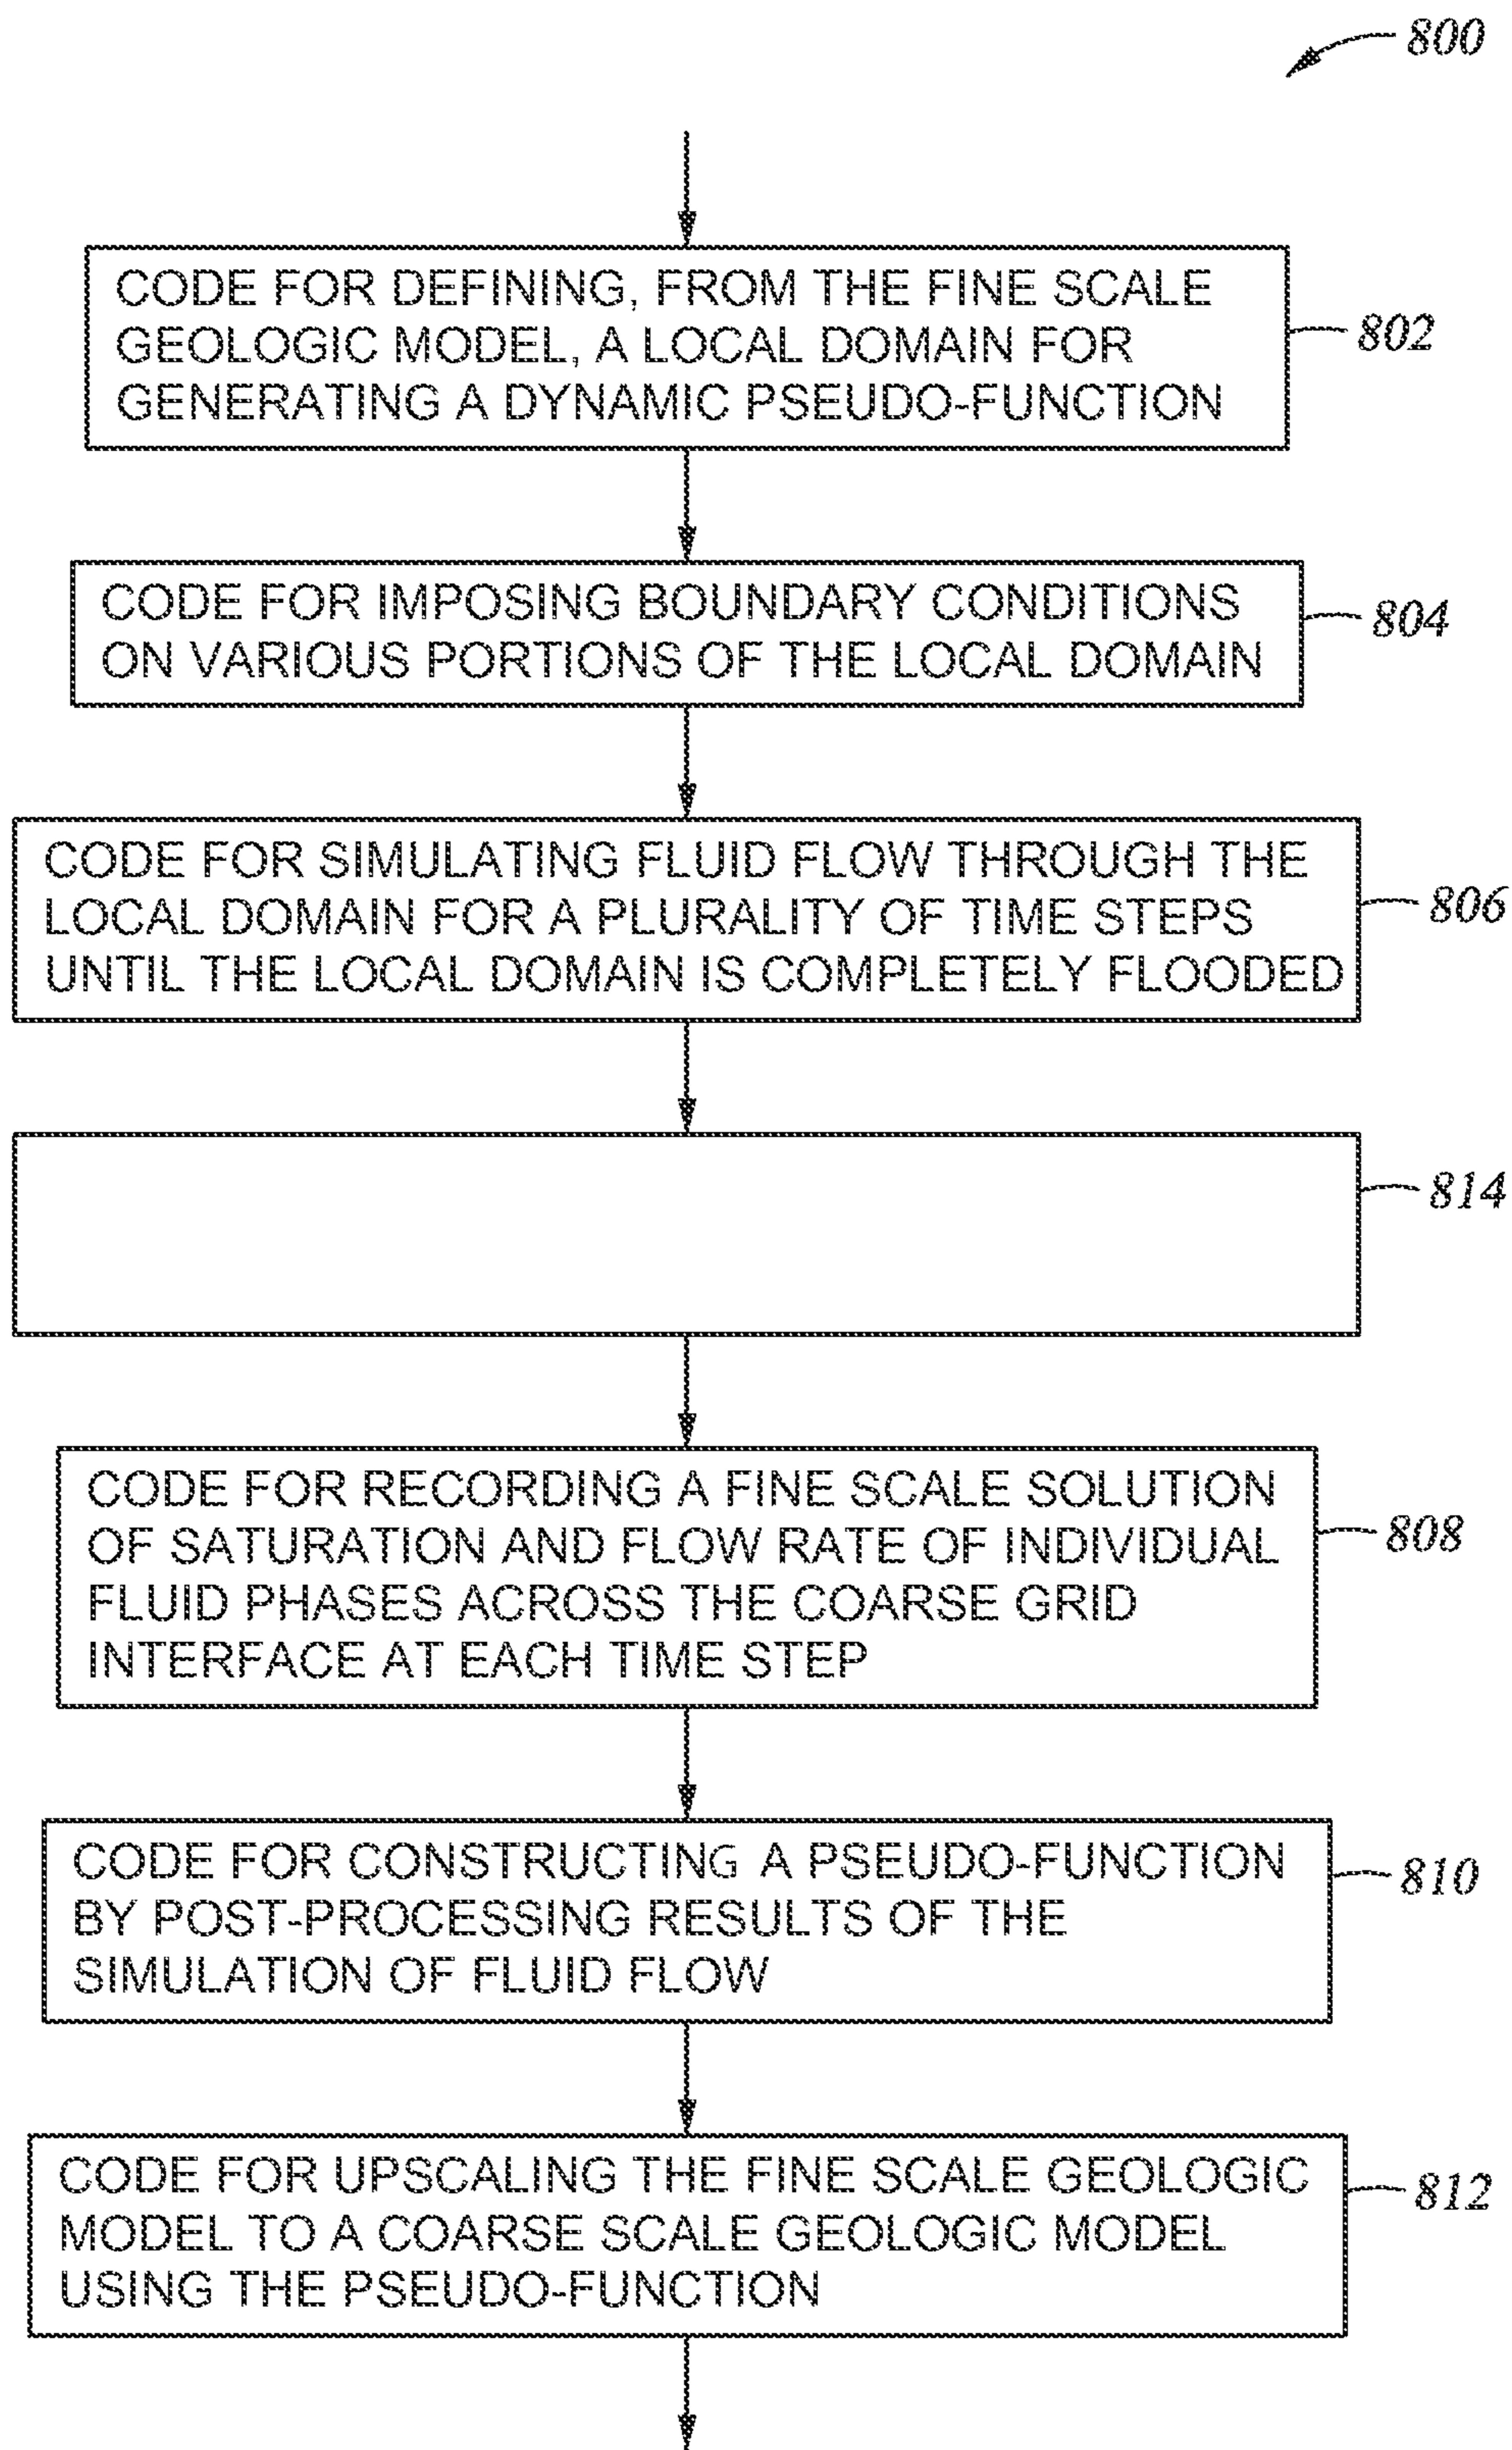 800
CODE FOR DEFINING, FROM THE FINE SCALE
GEOLOGIC MODEL, A LOCAL DOMAIN FOR
GENERATING A DYNAMIC PSEUDO-FUNCTION
802
CODE FOR IMPOSING BOUNDARY CONDITIONS
ON VARIOUS PORTIONS OF THE LOCAL DOMAIN
804
CODE FOR SIMULATING FLUID FLOW THROUGH THE
LOCAL DOMAIN FOR A PLURALITY OF TIME STEPS
UNTIL THE LOCAL DOMAIN IS COMPLETELY FLOODED
806
814
CODE FOR RECORDING A FINE SCALE SOLUTION
OF SATURATION AND FLOW RATE OF INDIVIDUAL
FLUID PHASES ACROSS THE COARSE GRID
INTERFACE AT EACH TIME STEP
808
CODE FOR CONSTRUCTING A PSEUDO-FUNCTION
BY POST-PROCESSING RESULTS OF THE
SIMULATION OF FLUID FLOW
810
CODE FOR UPSCALING THE FINE SCALE GEOLOGIC
MODEL TO A COARSE SCALE GEOLOGIC MODEL
USING THE PSEUDO-FUNCTION
812